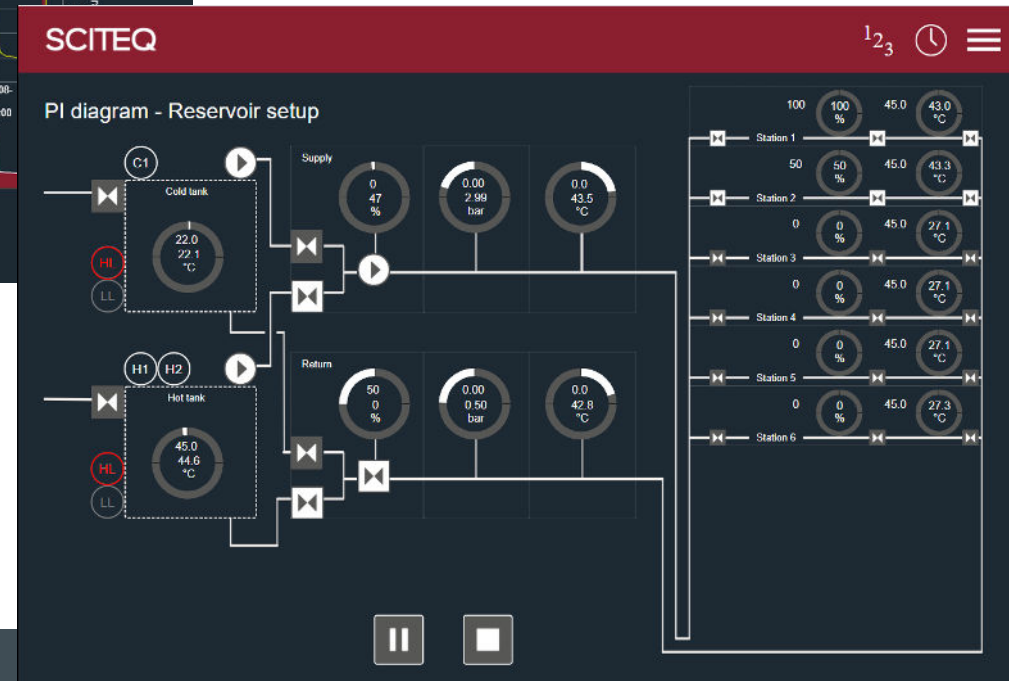 SCITEQ
1 2 3
08-
:00
PI diagram - Reservoir setup
C1
Cold tank
22.0
22.1
°C
HL
LL
H1 H2
Hot tank
45.0
44.6
°C
HL
LL
Supply
0
47
%
0.00
2.99
bar
0.0
43.5
°C
Return
50
0
%
0.00
0.50
bar
0.0
42.8
°C
100 100 % 45.0 43.0 °C
Station 1
50 50 % 45.0 43.3 °C
Station 2
0 0 % 45.0 27.1 °C
Station 3
0 0 % 45.0 27.1 °C
Station 4
0 0 % 45.0 27.1 °C
Station 5
0 0 % 45.0 27.3 °C
Station 6